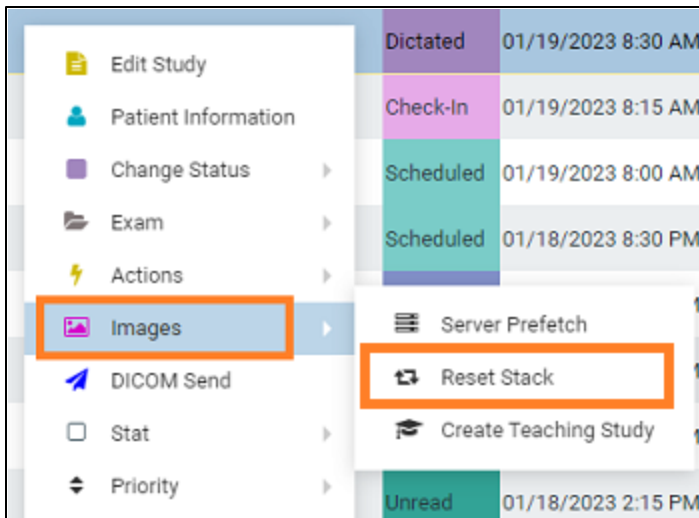 Dictated 01/19/2023 8:30 AM
Edit Study
Patient Information
Check-In 01/19/2023 8:15 AM
Change Status
Scheduled 01/19/2023 8:00 AM
Exam
Scheduled 01/18/2023 8:30 PM
Actions
Images
Server Prefetch
DICOM Send
Reset Stack
Stat
Create Teaching Study
Priority
Unread 01/18/2023 2:15 PM